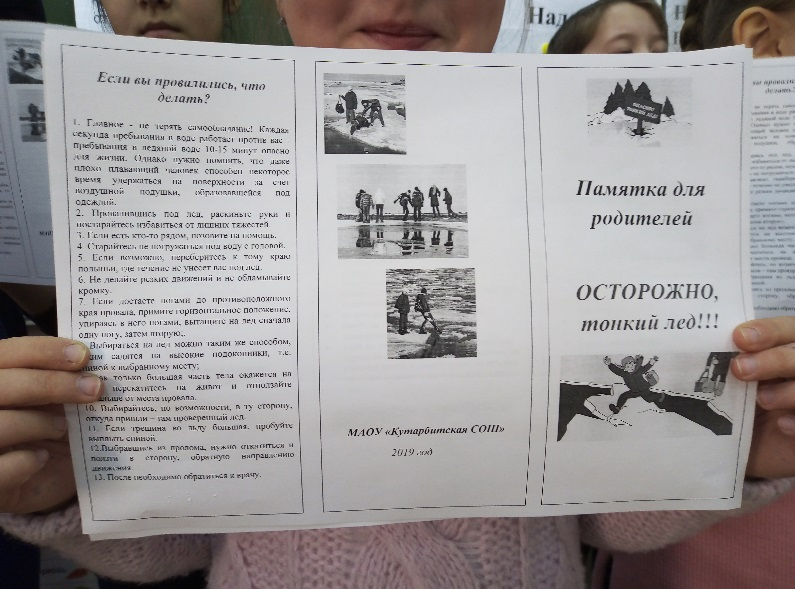 Если вы провалились, что
делать?
1. Главное - не терять самообладание! Каждая
секунда пребывания в воде работает против вас –
пребывания в ледяной воде 10-15 минут опасно
для жизни. Однако нужно помнить, что даже
плохо плавающий человек способен некоторое
время удержаться на поверхности за счет
воздушной подушки, образовавшейся под
одеждой.
2. Провалившись под лед, раскиньте руки и
постарайтесь избавиться от лишних тяжестей
3. Если есть кто-то рядом, позовите на помощь.
4. Старайтесь не погружаться под воду с головой.
5. Если возможно, переберитесь к тому краю
полыньи, где течение не унесет вас под лед.
6. Не делайте резких движений и не обламывайте
кромку.
7. Если достаете ногами до противоположного
края провала, примите горизонтальное положение,
упираясь в него ногами, вытащите на лед сначала
одну ногу, затем вторую.
Выбираться на лед можно таким же способом,
садятся на высокие подоконники, т.е.
спиной к выбранному месту;
только большая часть тела окажется на
перекатитесь на живот и отползайте
от места провала.
10. Выбирайтесь, по возможности, в ту сторону,
откуда пришли – там проверенный лед.
11. Если трещина во льду большая, пробуйте
выплыть спиной.
12.Выбравшись из пролома, нужно откатиться и
ползти в сторону, обратную направлению
движения.
13. После необходимо обратиться к врачу.
МАОУ «Кутарбитская СОШ»
2019 год
ТОНКИЙ ЛЕД!
Памятка для
родителей
ОСТОРОЖНО,
тонкий лед!!!
Над